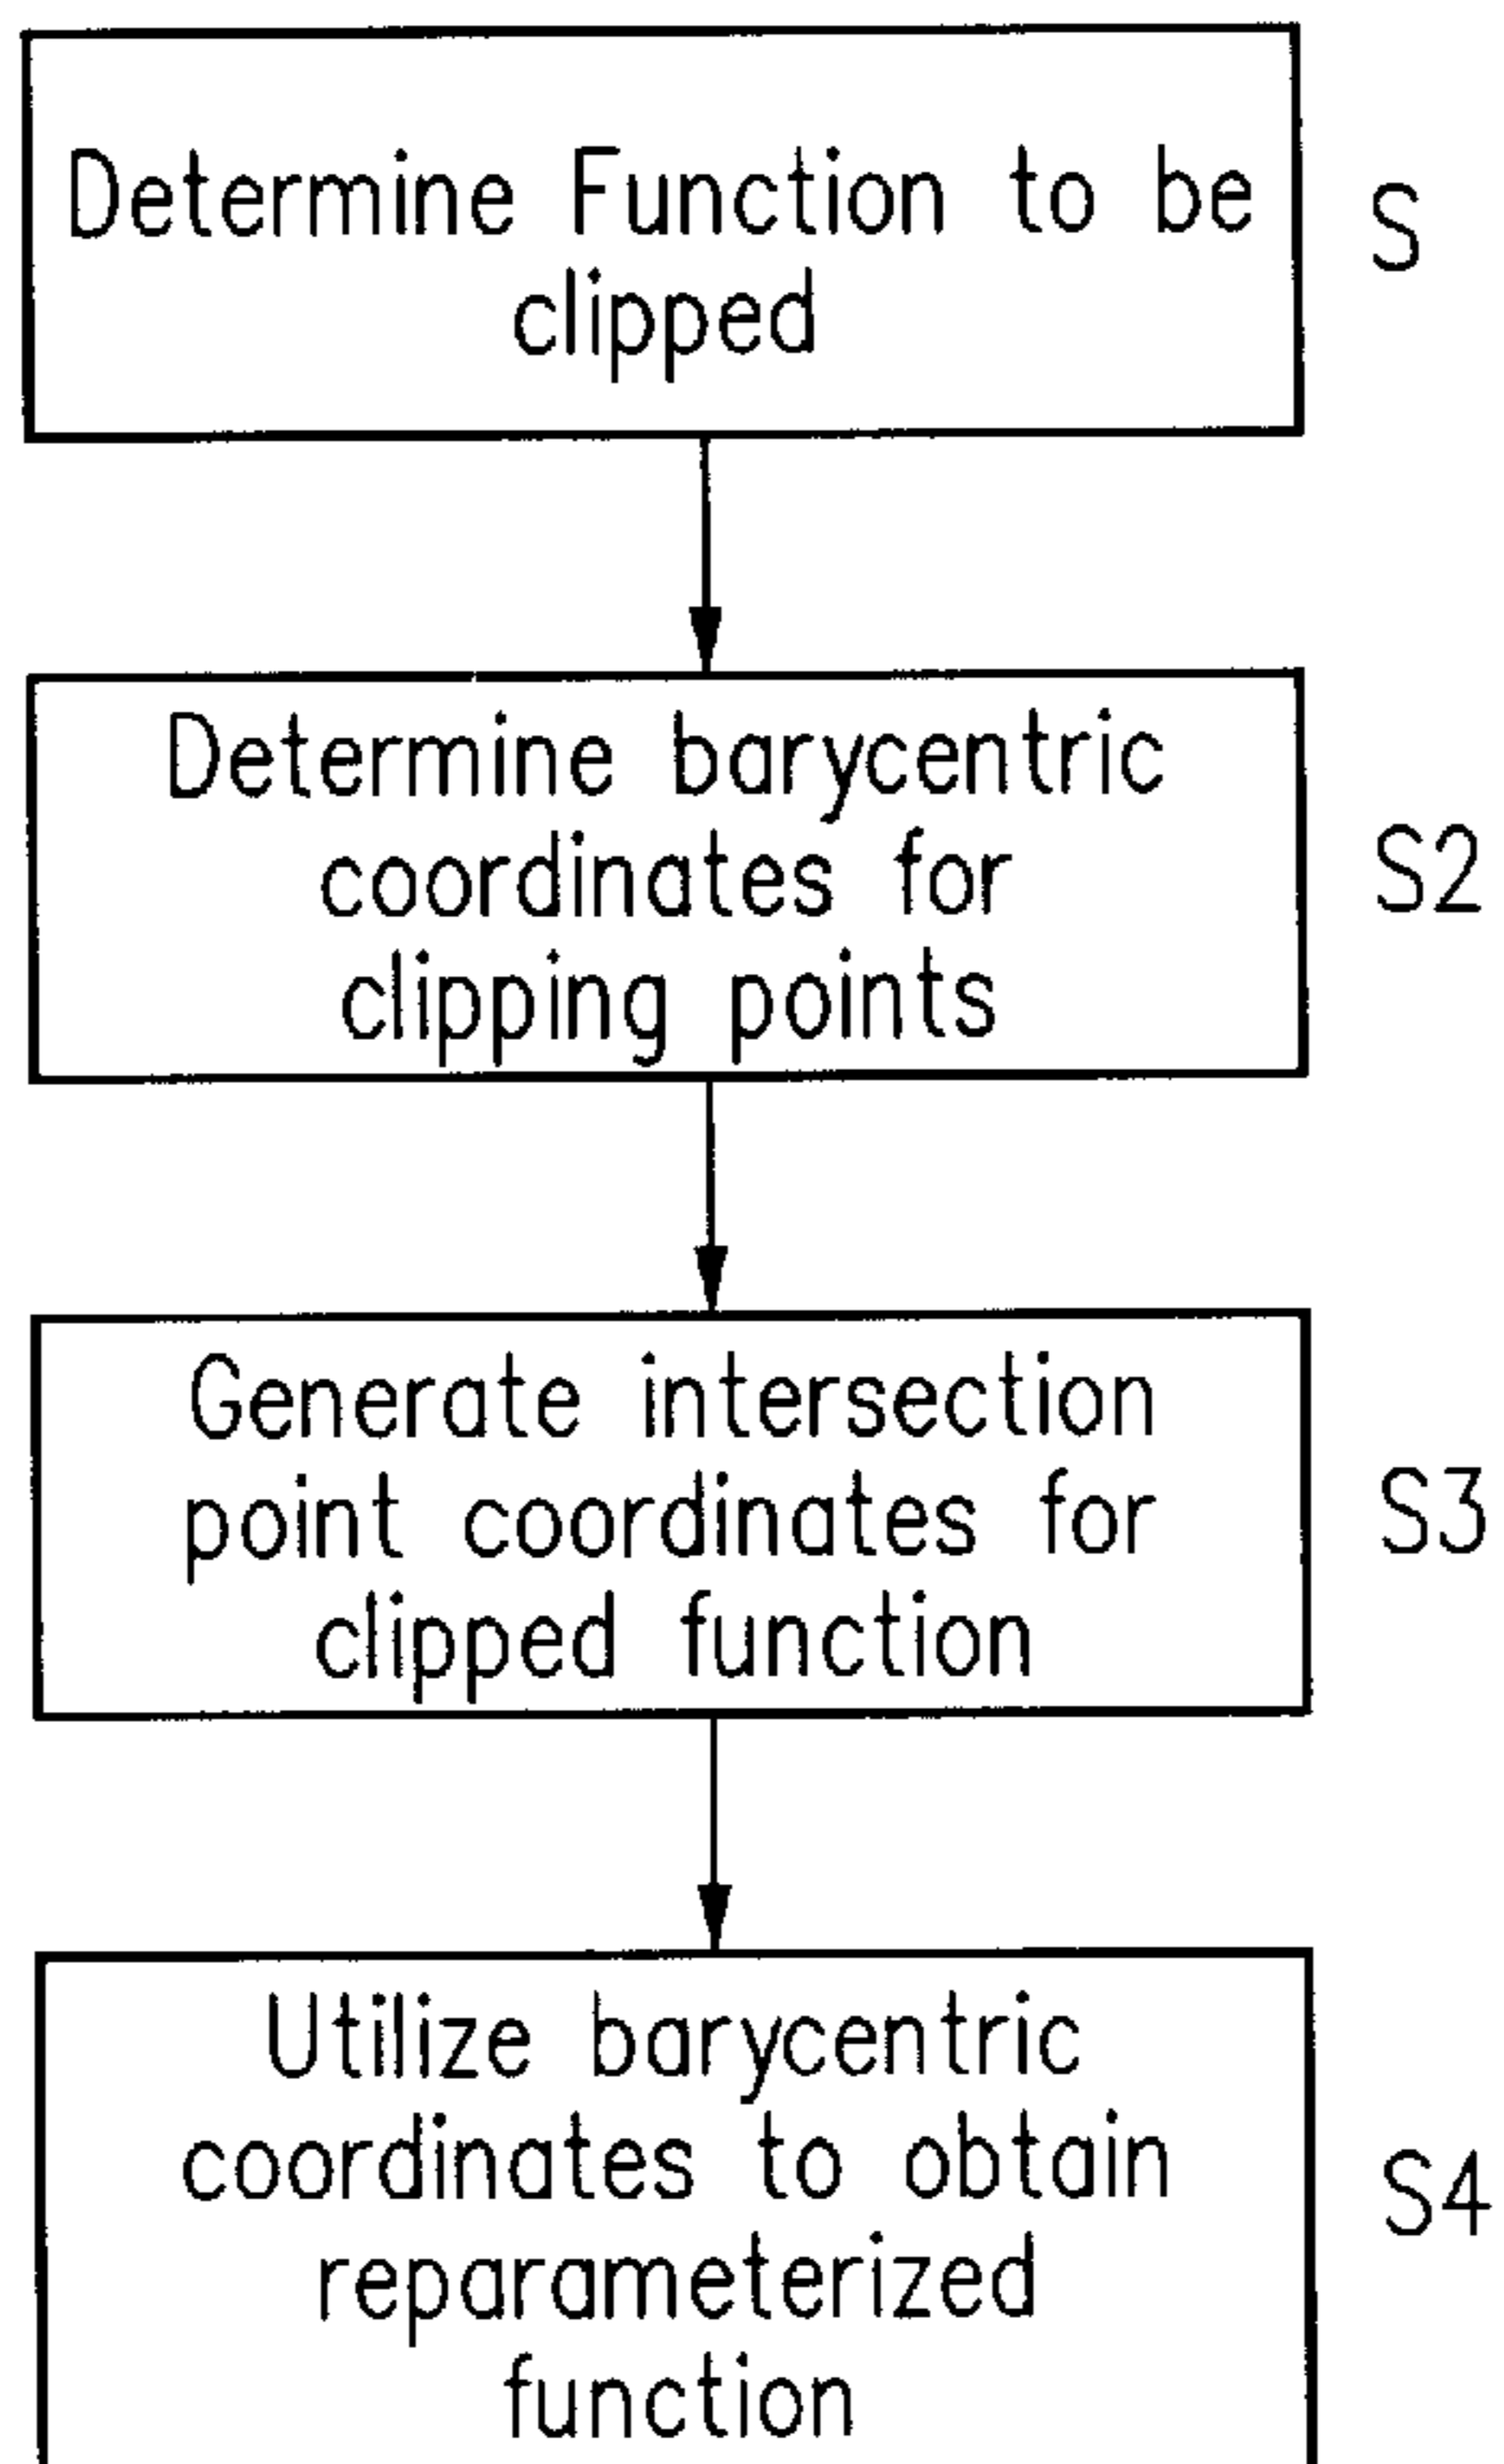 Determine Function to be
clipped
S
Determine barycentric
coordinates for
clipping points
S2
Generate intersection
point coordinates for
clipped function
S3
Utilize barycentric
coordinates to obtain
reparameterized
function
S4